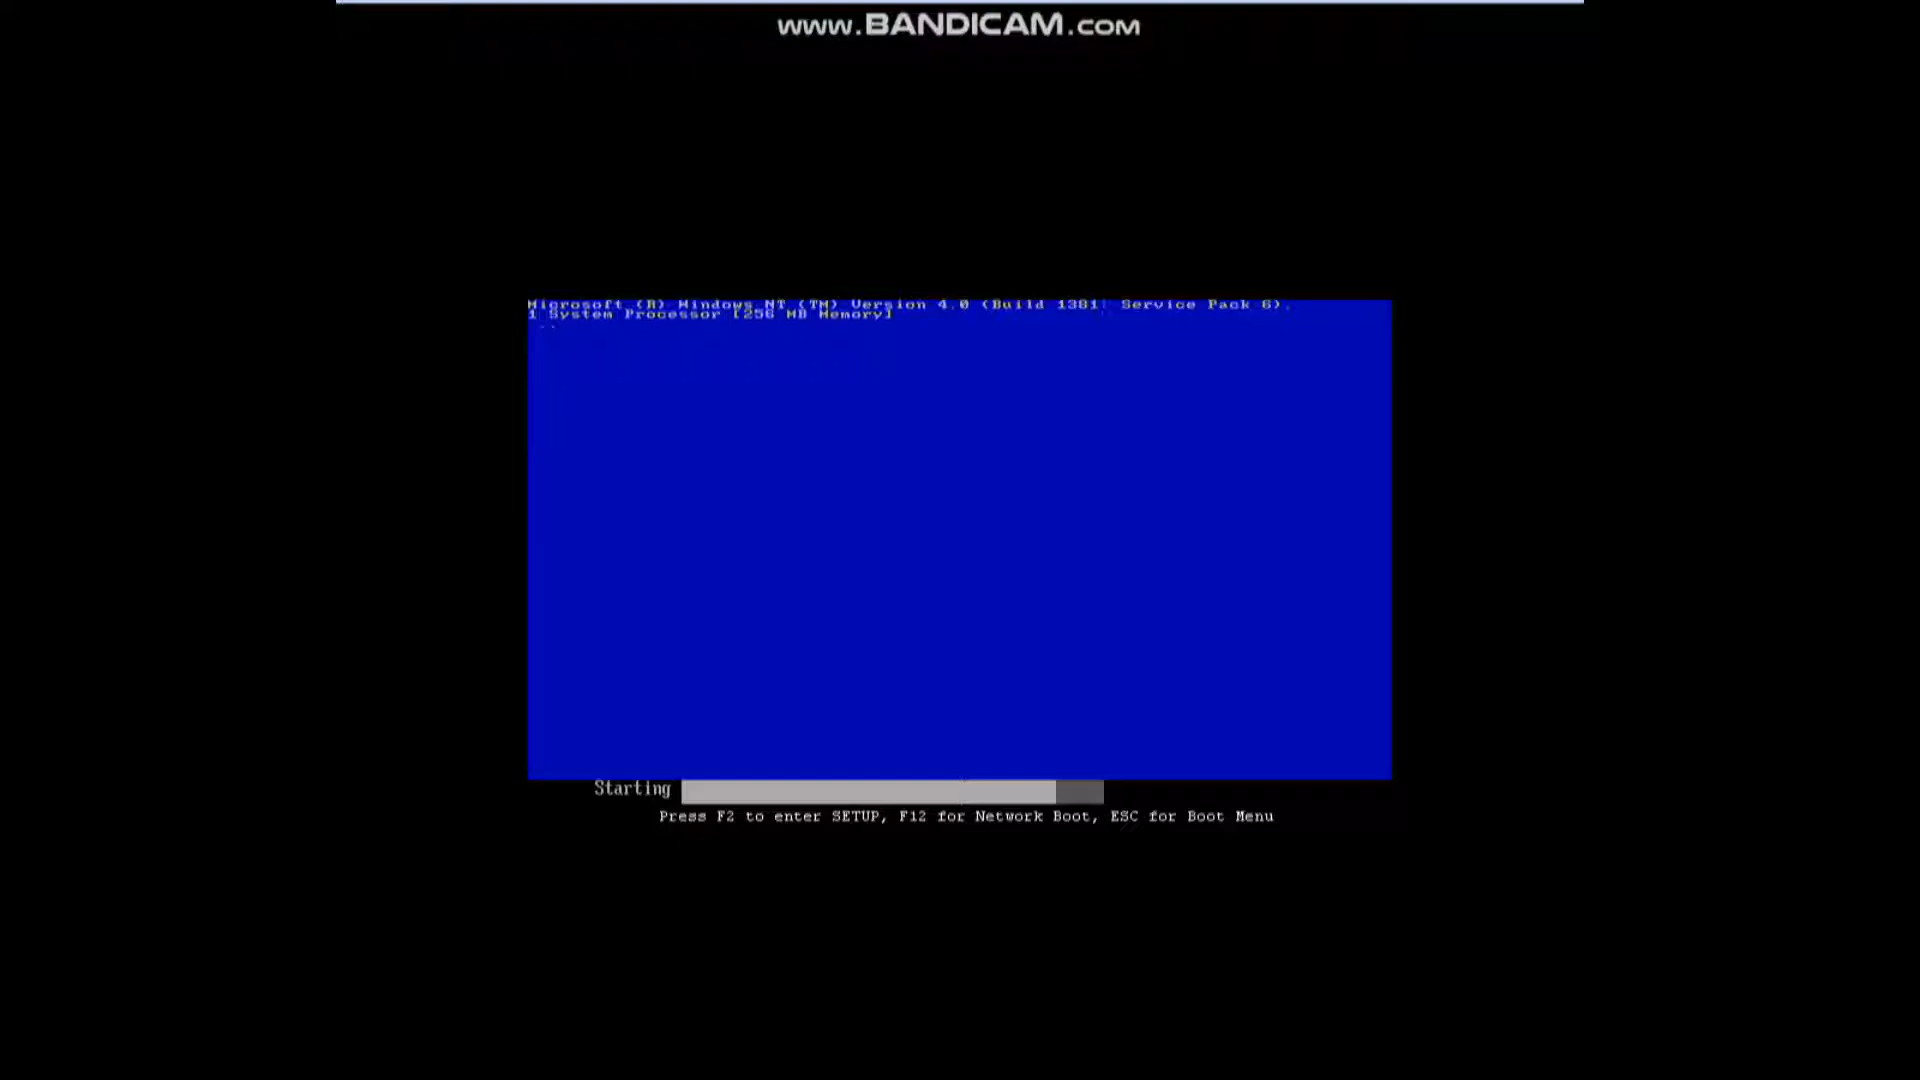 www.BANDICAM.COM
Microsoft (R) Windows NT (TM) Version 4.0 (Build 1381: Service Pack 6).
1 System Processor [256 MB Memory]
Starting
Press F2 to enter SETUP, F12 for Network Boot, ESC for Boot Menu